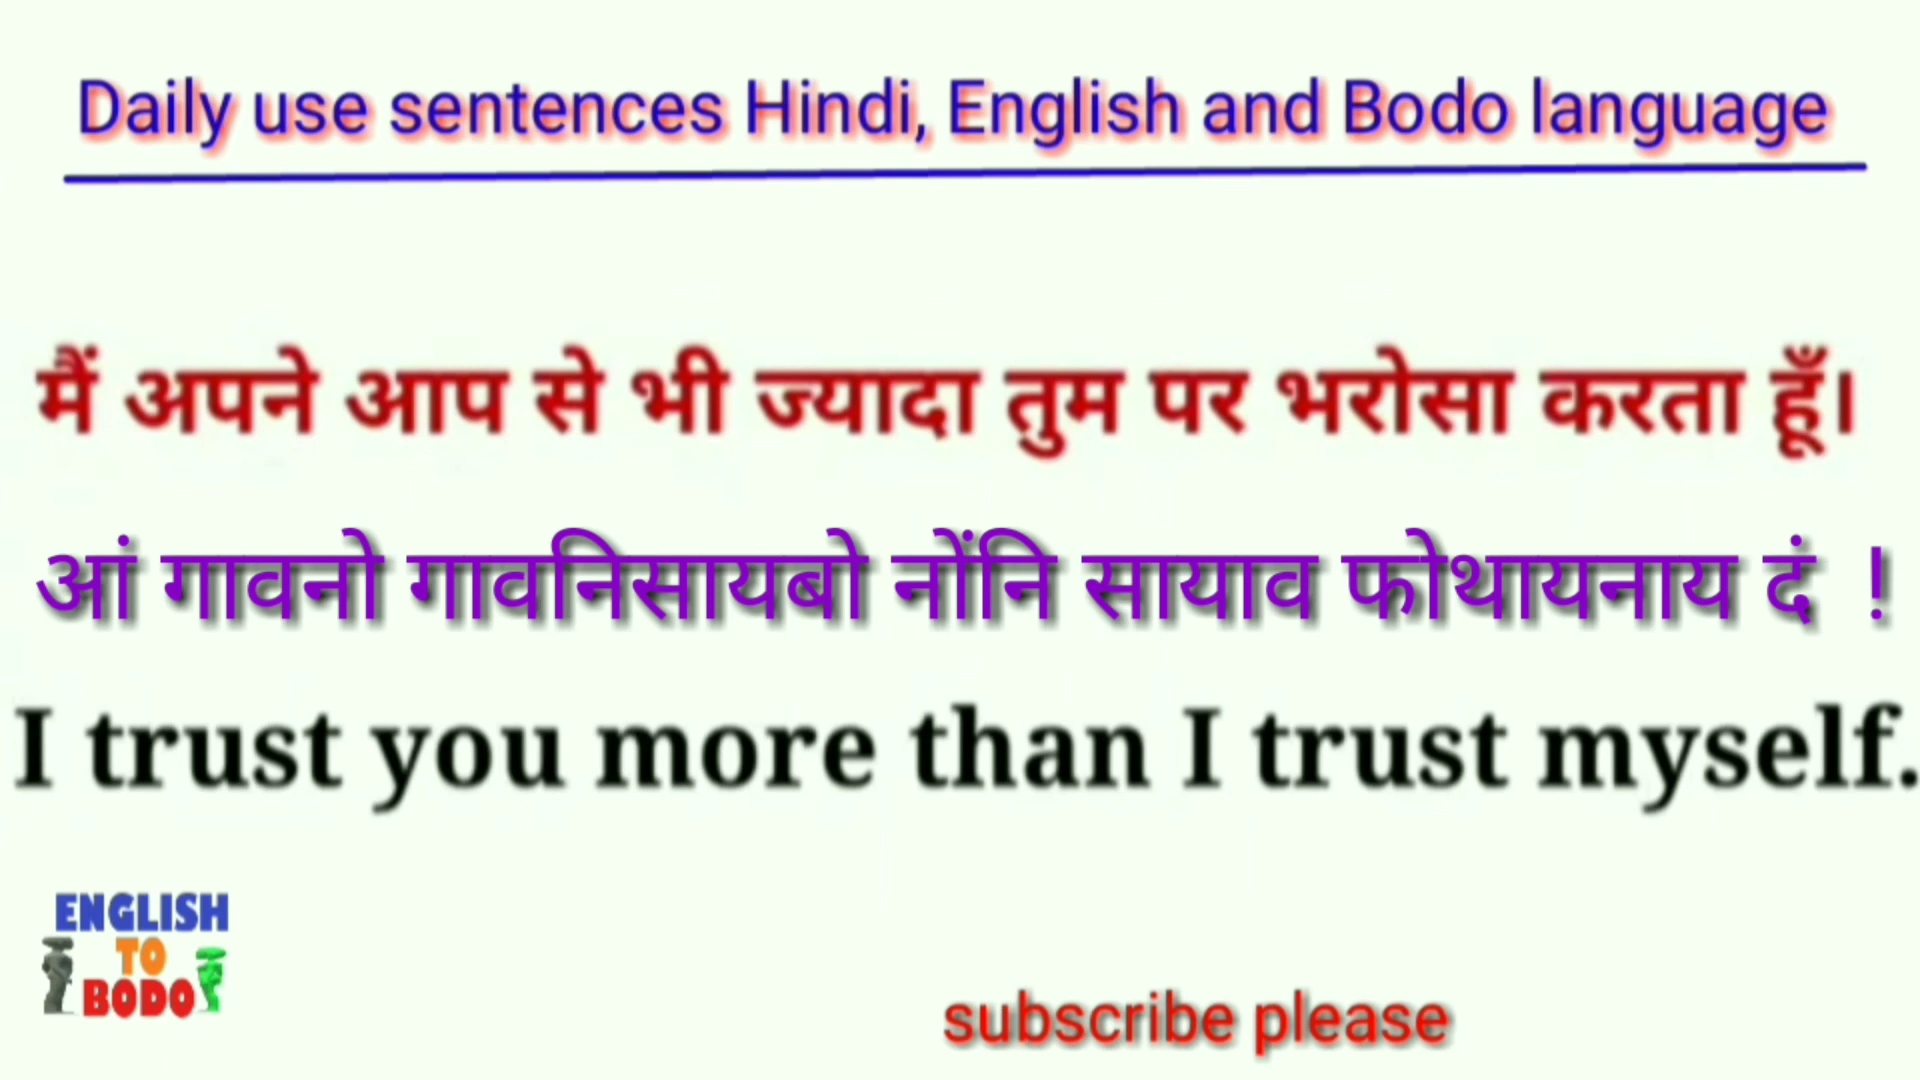 Daily use sentences Hindi, English and Bodo language
मैं अपने आप से भी ज्यादा तुम पर भरोसा करता हूँ।
आं गावनो गावनिसायबो नोंनि सायाव फोथायनाय दं !
I trust you more than I trust myself.
ENGLISH
TO
BODO
subscribe please